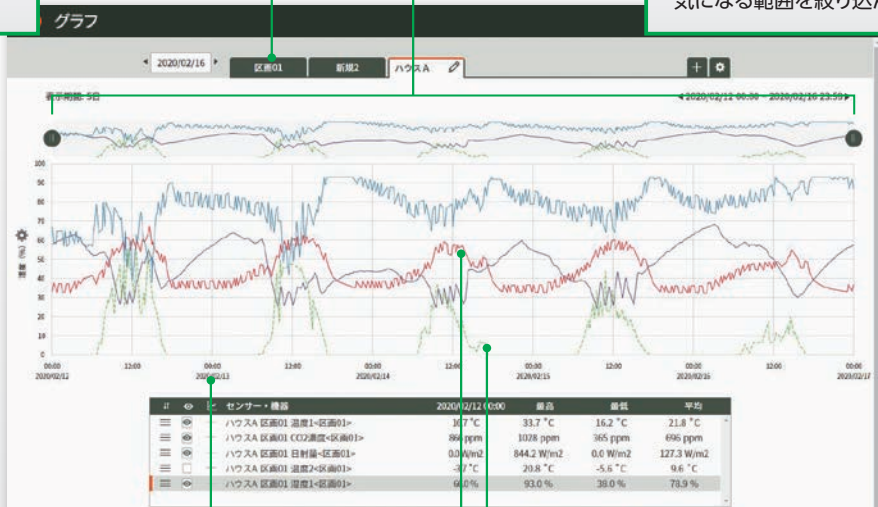 気になる範囲を絞り込ん
グラフ
2020/02/16
区画01
新規2
ハウスA
表示期間: 5日
2020/02/12 00:00 ~ 2020/02/16 23:59
100
90
80
70
60
50
40
30
20
10
0
湿度 (%)
00:00 12:00 00:00 12:00 00:00 12:00 00:00 12:00 00:00 12:00 00:00
2020/02/12 2020/02/13 2020/02/14 2020/02/15 2020/02/16 2020/02/17
センサー・機器 2020/02/12 00:00 最高 最低 平均
ハウスA 区画01 温度1<区画01> 33.7 °C 16.2 °C 21.8 °C
ハウスA 区画01 CO2濃度<区画01> ppm 1028 ppm 365 ppm 696 ppm
ハウスA 区画01 日射量<区画01> 0.0 W/m2 844.2 W/m2 0.0 W/m2 127.3 W/m2
ハウスA 区画01 温度2<区画01> 20.8 °C -5.6 °C 9.6 °C
ハウスA 区画01 湿度1<区画01> 93.0 % 38.0 % 78.9 %